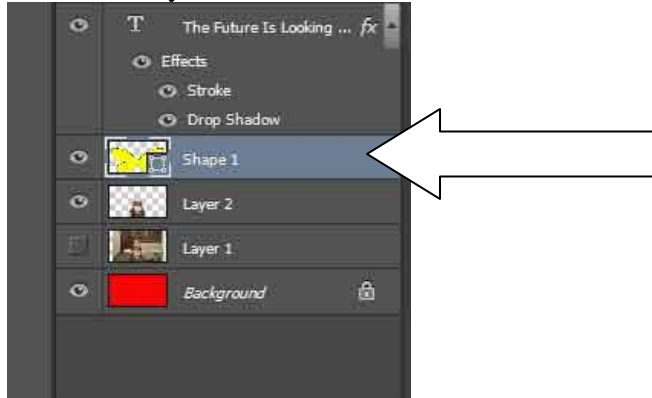 T The Future Is Looking ... fx
Effects
Stroke
Drop Shadow
Shape 1
Layer 2
Layer 1
Background